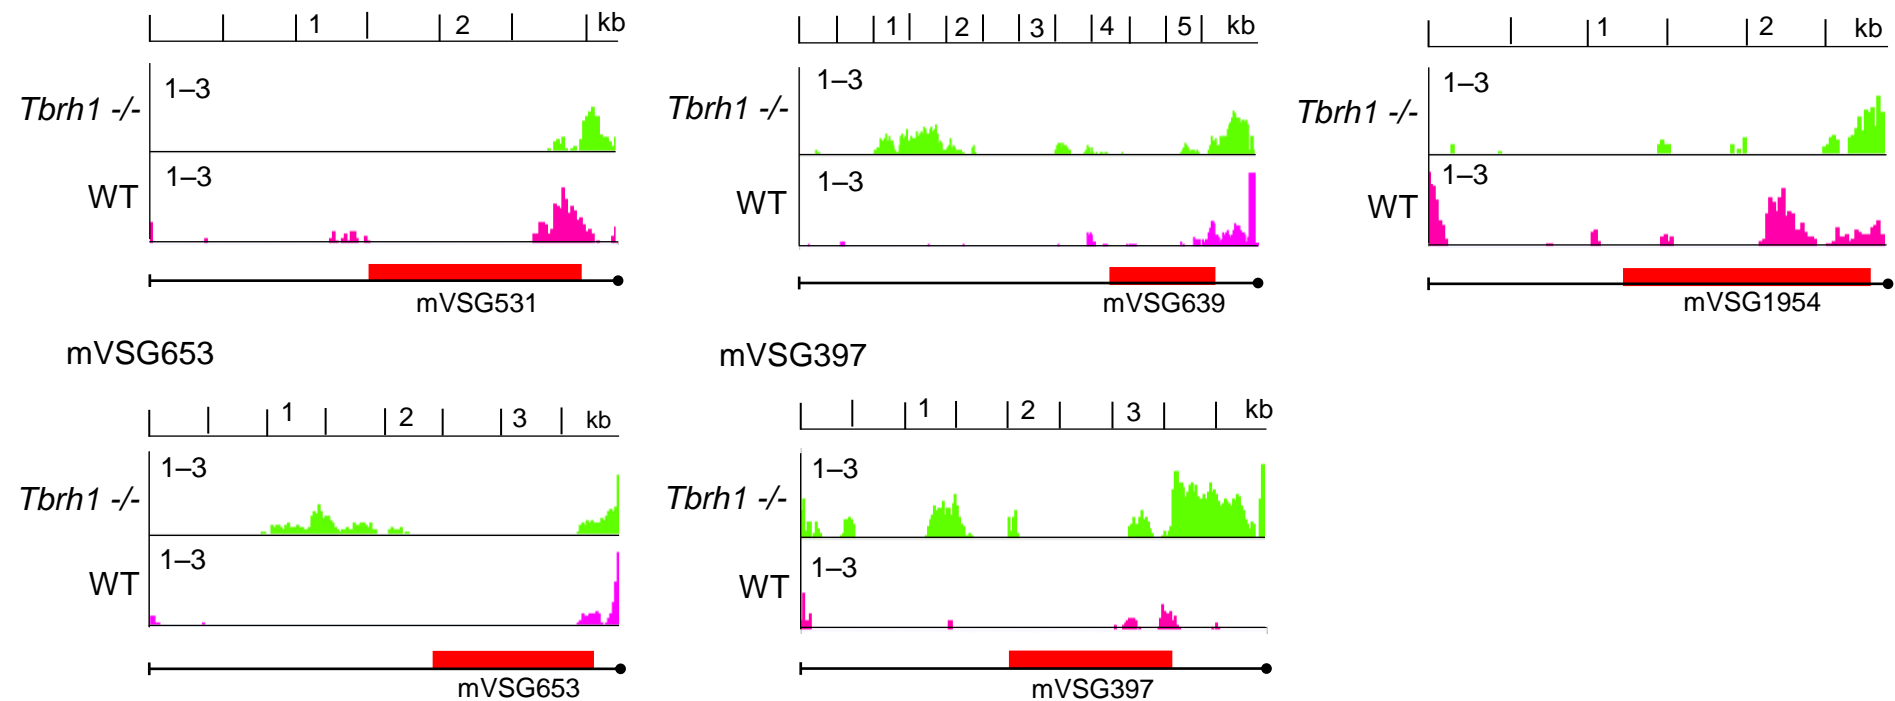 1 2 kb
1–3
Tbrh1 -/-
1–3
WT
mVSG531
1 2 3 4 5 kb
1–3
Tbrh1 -/-
1–3
WT
mVSG639
1 2 kb
1–3
Tbrh1 -/-
1–3
WT
mVSG1954
mVSG653
1 2 3 kb
1–3
Tbrh1 -/-
1–3
WT
mVSG653
mVSG397
1 2 3 kb
1–3
Tbrh1 -/-
1–3
WT
mVSG397